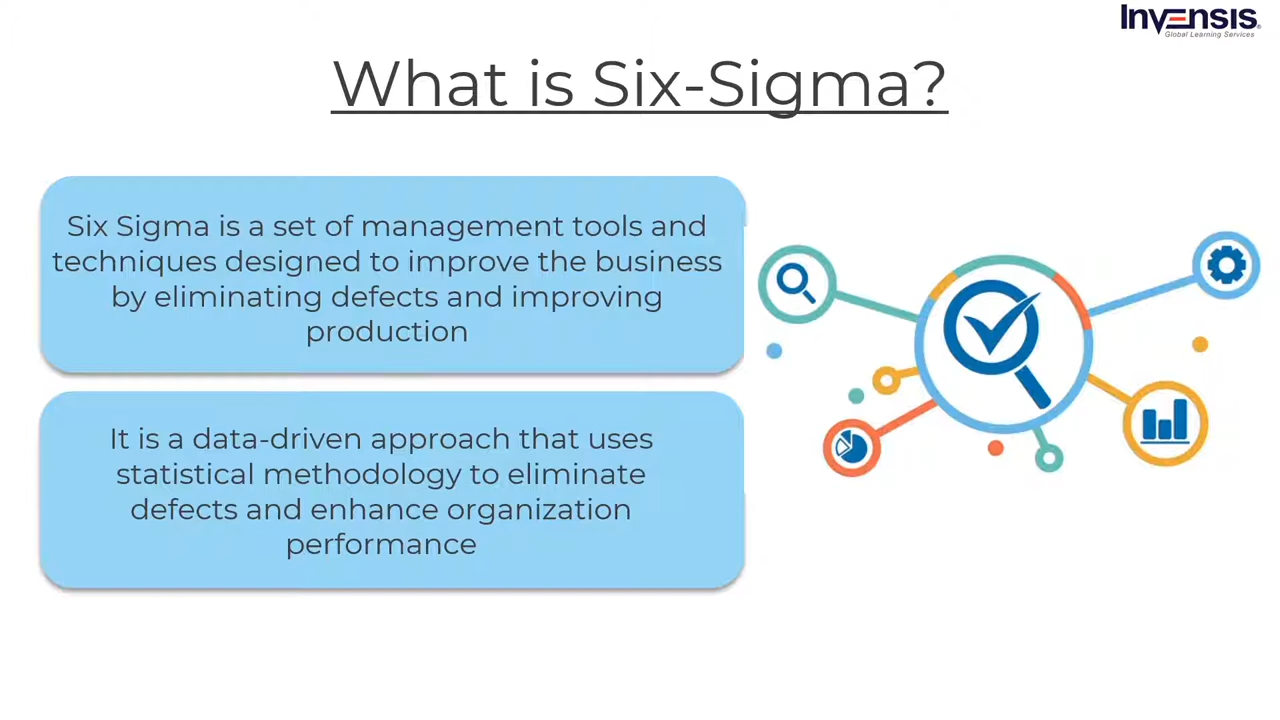 Invensis
Global Learning Services
What is Six-Sigma?
Six Sigma is a set of management tools and
techniques designed to improve the business
by eliminating defects and improving
production
It is a data-driven approach that uses
statistical methodology to eliminate
defects and enhance organization
performance